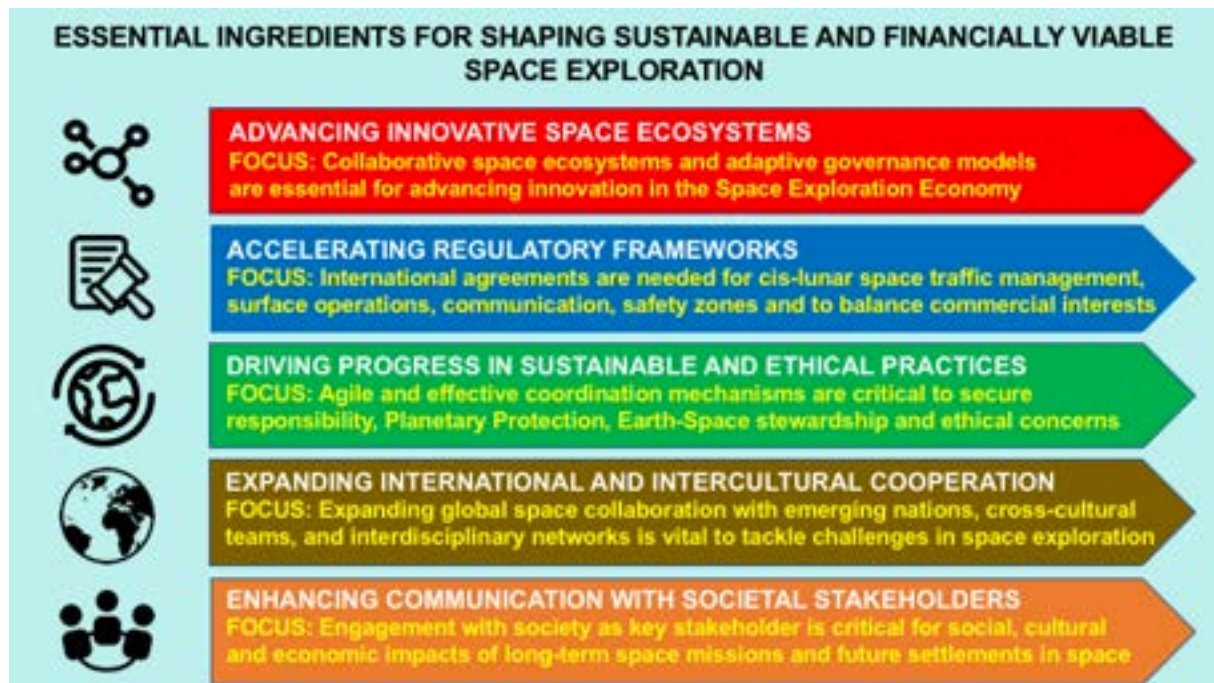 ESSENTIAL INGREDIENTS FOR SHAPING SUSTAINABLE AND FINANCIALLY VIABLE
SPACE EXPLORATION
ADVANCING INNOVATIVE SPACE ECOSYSTEMS
FOCUS: Collaborative space ecosystems and adaptive governance models
are essential for advancing innovation in the Space Exploration Economy
ACCELERATING REGULATORY FRAMEWORKS
FOCUS: International agreements are needed for cis-lunar space traffic management,
surface operations, communication, safety zones and to balance commercial interests
DRIVING PROGRESS IN SUSTAINABLE AND ETHICAL PRACTICES
FOCUS: Agile and effective coordination mechanisms are critical to secure
responsibility, Planetary Protection, Earth-Space stewardship and ethical concerns
EXPANDING INTERNATIONAL AND INTERCULTURAL COOPERATION
FOCUS: Expanding global space collaboration with emerging nations, cross-cultural
teams, and interdisciplinary networks is vital to tackle challenges in space exploration
ENHANCING COMMUNICATION WITH SOCIETAL STAKEHOLDERS
FOCUS: Engagement with society as key stakeholder is critical for social, cultural
and economic impacts of long-term space missions and future settlements in space